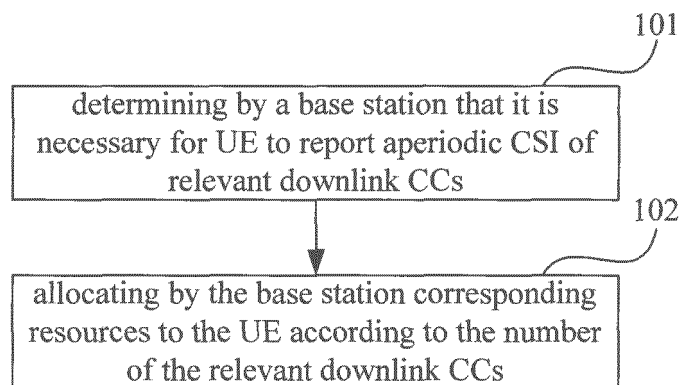 101
determining by a base station that it is
necessary for UE to report aperiodic CSI of
relevant downlink CCs
102
allocating by the base station corresponding
resources to the UE according to the number
of the relevant downlink CCs